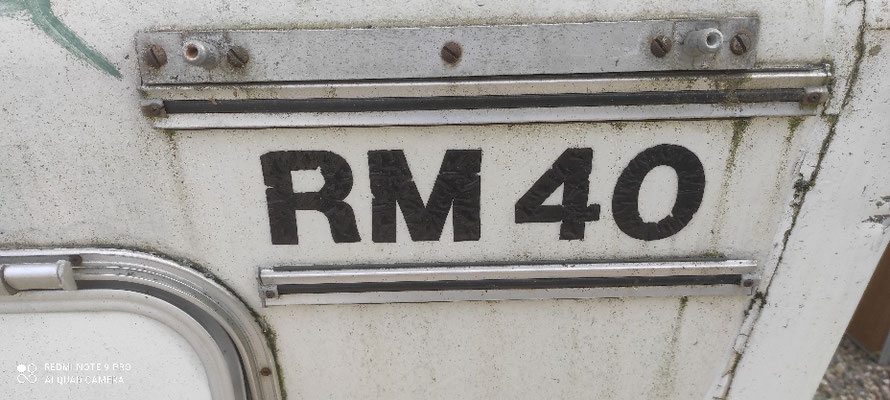 RM 40
REDMI NOTE 9 PRO
AI QUAD CAMERA